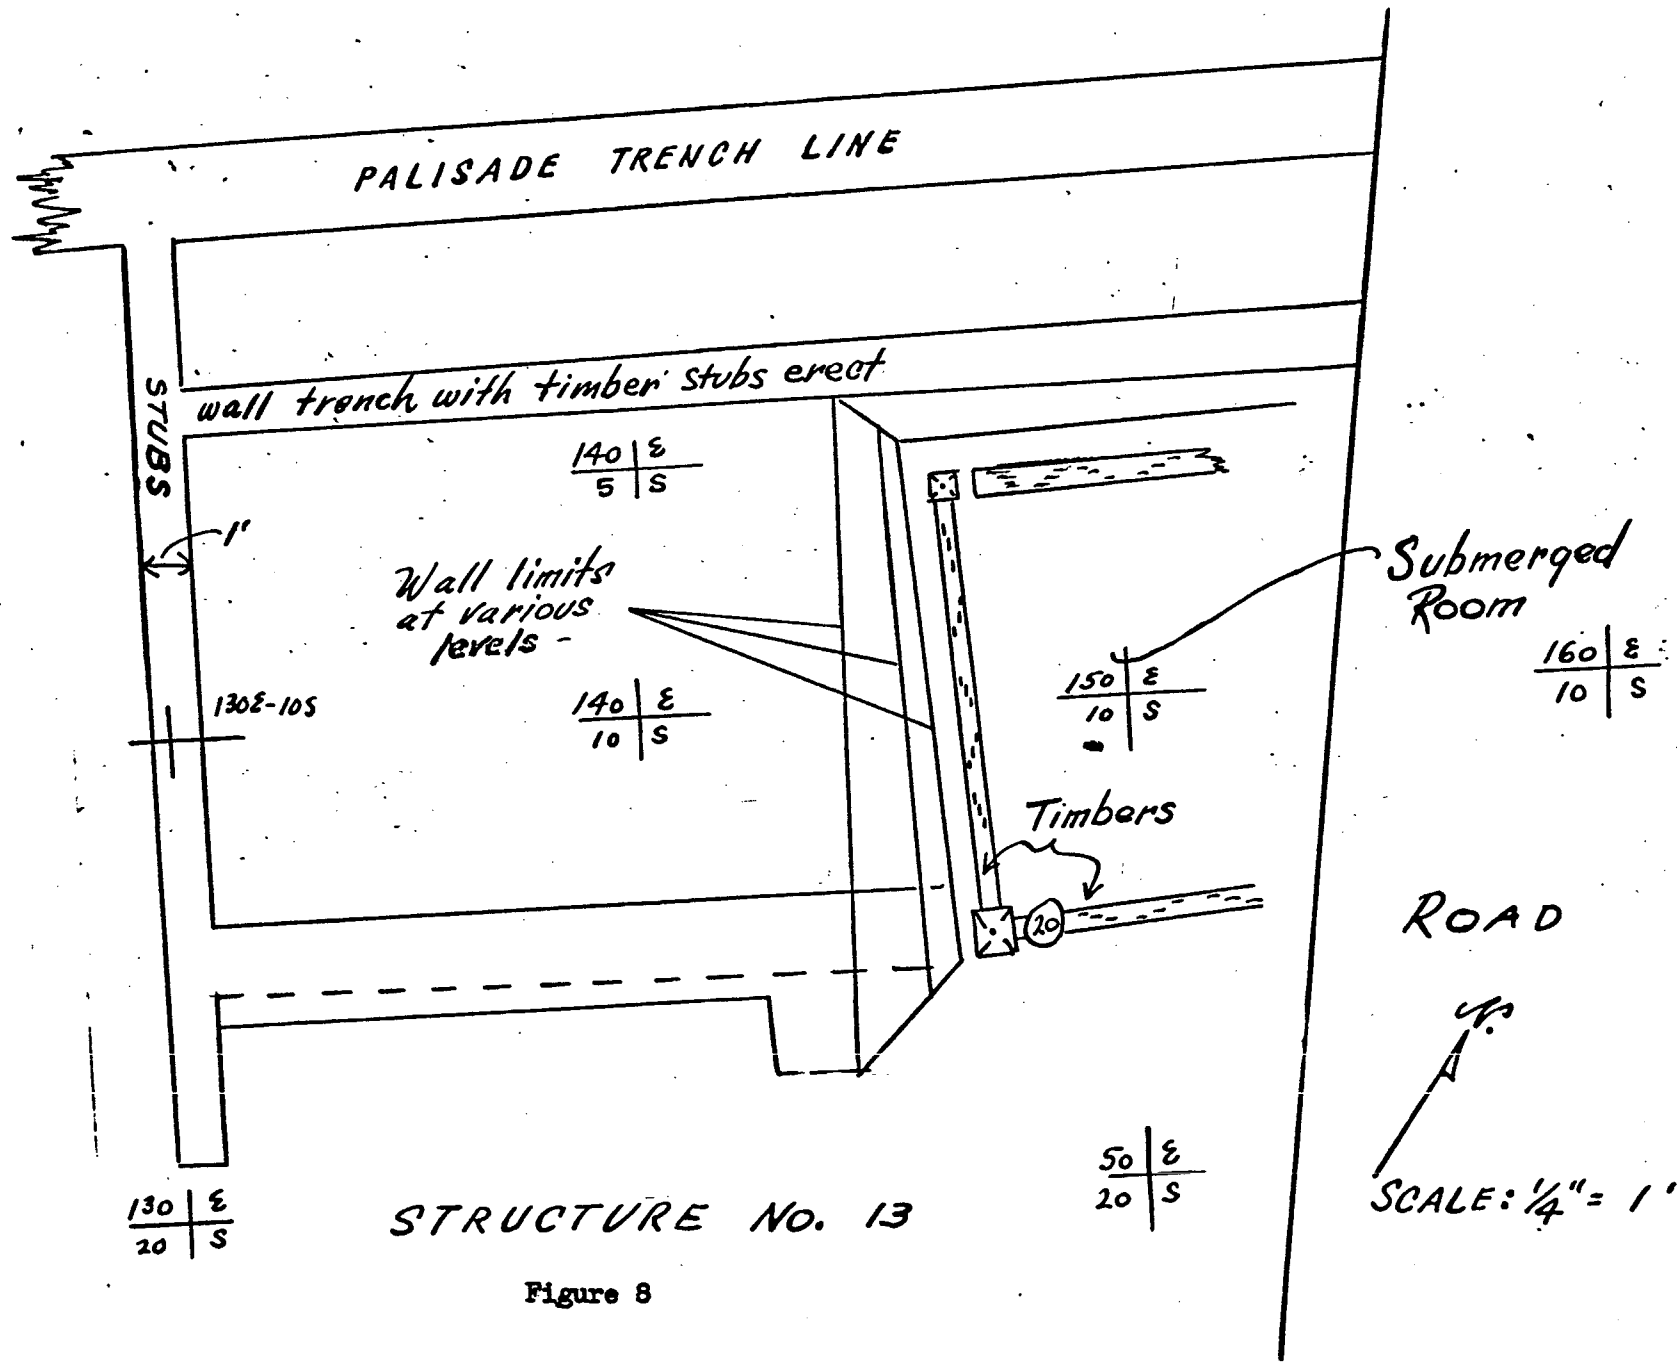 PALISADE TRENCH LINE
wall trench with timber stubs erect
STUBS
140 E
5 S
1'
Wall limits
at various
levels -
Submerged
Room
160 E
10 S
150 E
10 S
130E-10S
140 E
10 S
Timbers
20
ROAD
N.
50 E
20 S
SCALE: 1/4" = 1'
130 E
20 S
STRUCTURE No. 13
Figure 8